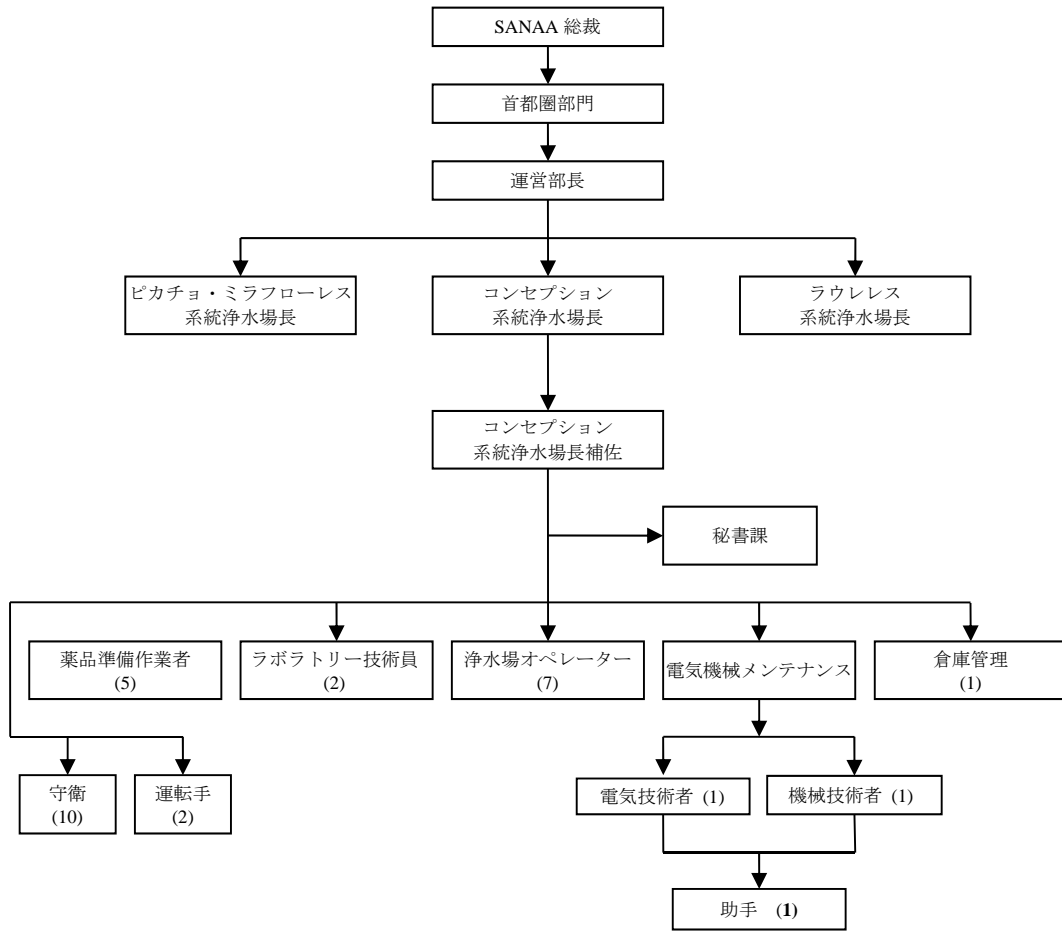 SANAA 総裁
首都圏部門
運営部長
ピカチョ・ミラフローレス
系統浄水場長
コンセプション
系統浄水場長
ラウレレス
系統浄水場長
コンセプション
系統浄水場長補佐
秘書課
薬品準備作業者
(5)
ラボラトリー技術員
(2)
浄水場オペレーター
(7)
電気機械メンテナンス
倉庫管理
(1)
守衛
(10)
運転手
(2)
電気技術者 (1)
機械技術者 (1)
助手 (1)